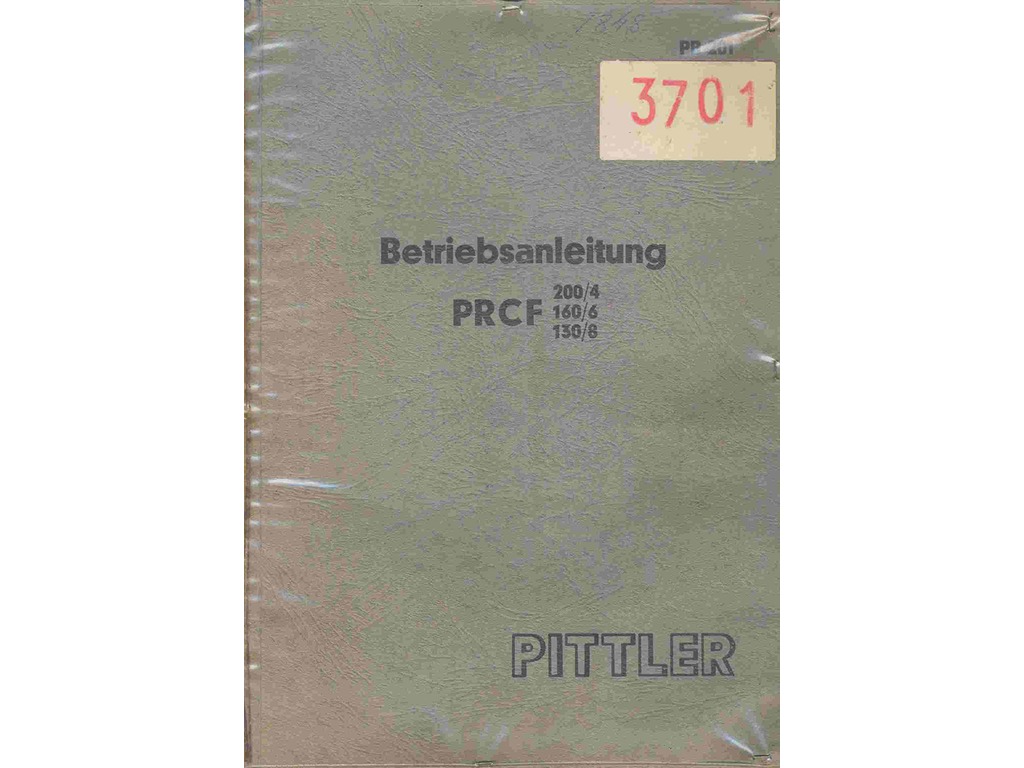 3701
Betriebsanleitung
PRCF 200/4
160/6
130/8
PITTLER